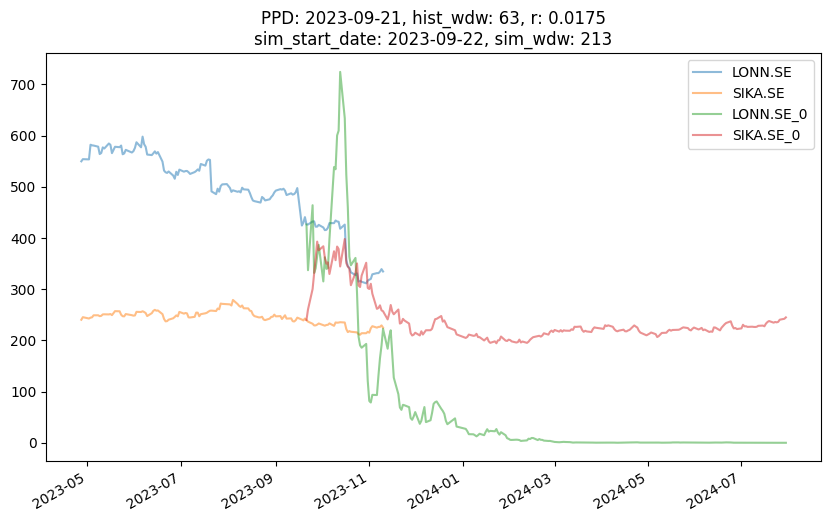 PPD: 2023-09-21, hist_wdw: 63, r: 0.0175
sim_start_date: 2023-09-22, sim_wdw: 213
LONN.SE
SIKA.SE
LONN.SE_0
SIKA.SE_0
700
600
500
400
300
200
100
0
2023-05
2023-07
2023-09
2023-11
2024-01
2024-03
2024-05
2024-07